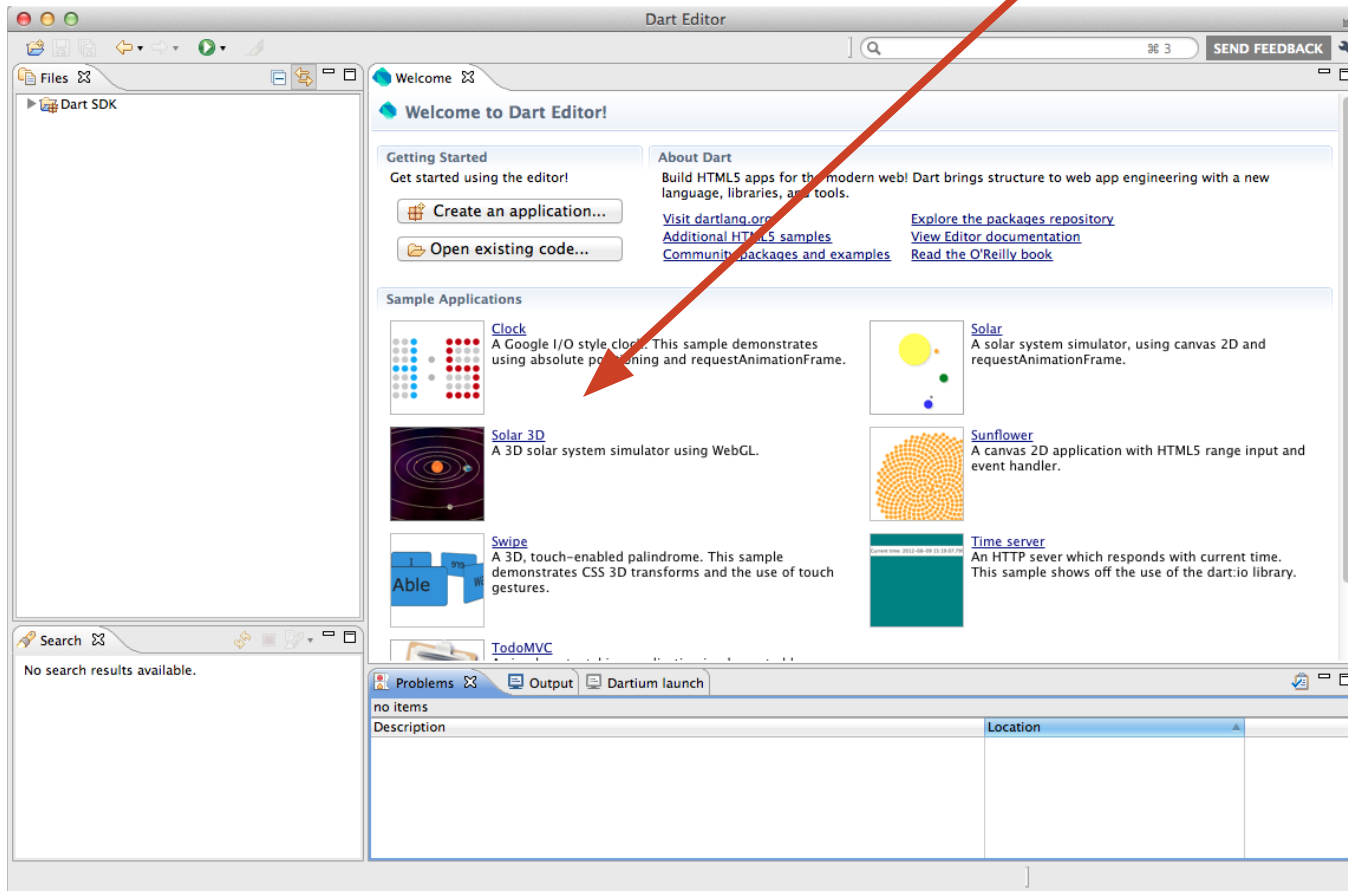 Dart Editor
⌘ 3
SEND FEEDBACK
Files
Dart SDK
Welcome
Welcome to Dart Editor!
Getting Started
Get started using the editor!
Create an application...
Open existing code...
About Dart
Build HTML5 apps for the modern web! Dart brings structure to web app engineering with a new
language, libraries, and tools.
Visit dartlang.org
Additional HTML5 samples
Community packages and examples
Explore the packages repository
View Editor documentation
Read the O'Reilly book
Sample Applications
Clock
A Google I/O style clock. This sample demonstrates
using absolute positioning and requestAnimationFrame.
Solar
A solar system simulator, using canvas 2D and
requestAnimationFrame.
Solar 3D
A 3D solar system simulator using WebGL.
Sunflower
A canvas 2D application with HTML5 range input and
event handler.
I
Able
Swipe
A 3D, touch-enabled palindrome. This sample
demonstrates CSS 3D transforms and the use of touch
gestures.
Time server
An HTTP sever which responds with current time.
This sample shows off the use of the dart:io library.
TodoMVC
Search
No search results available.
Problems
Output
Dartium launch
no items
Description
Location